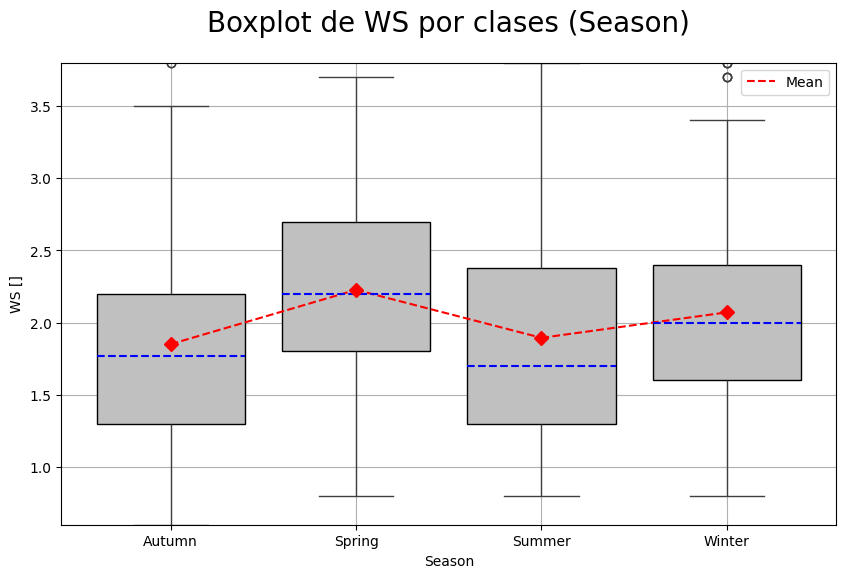 Boxplot de WS por clases (Season)
Mean
3.5
3.0
2.5
2.0
1.5
1.0
WS []
Autumn
Spring
Summer
Winter
Season